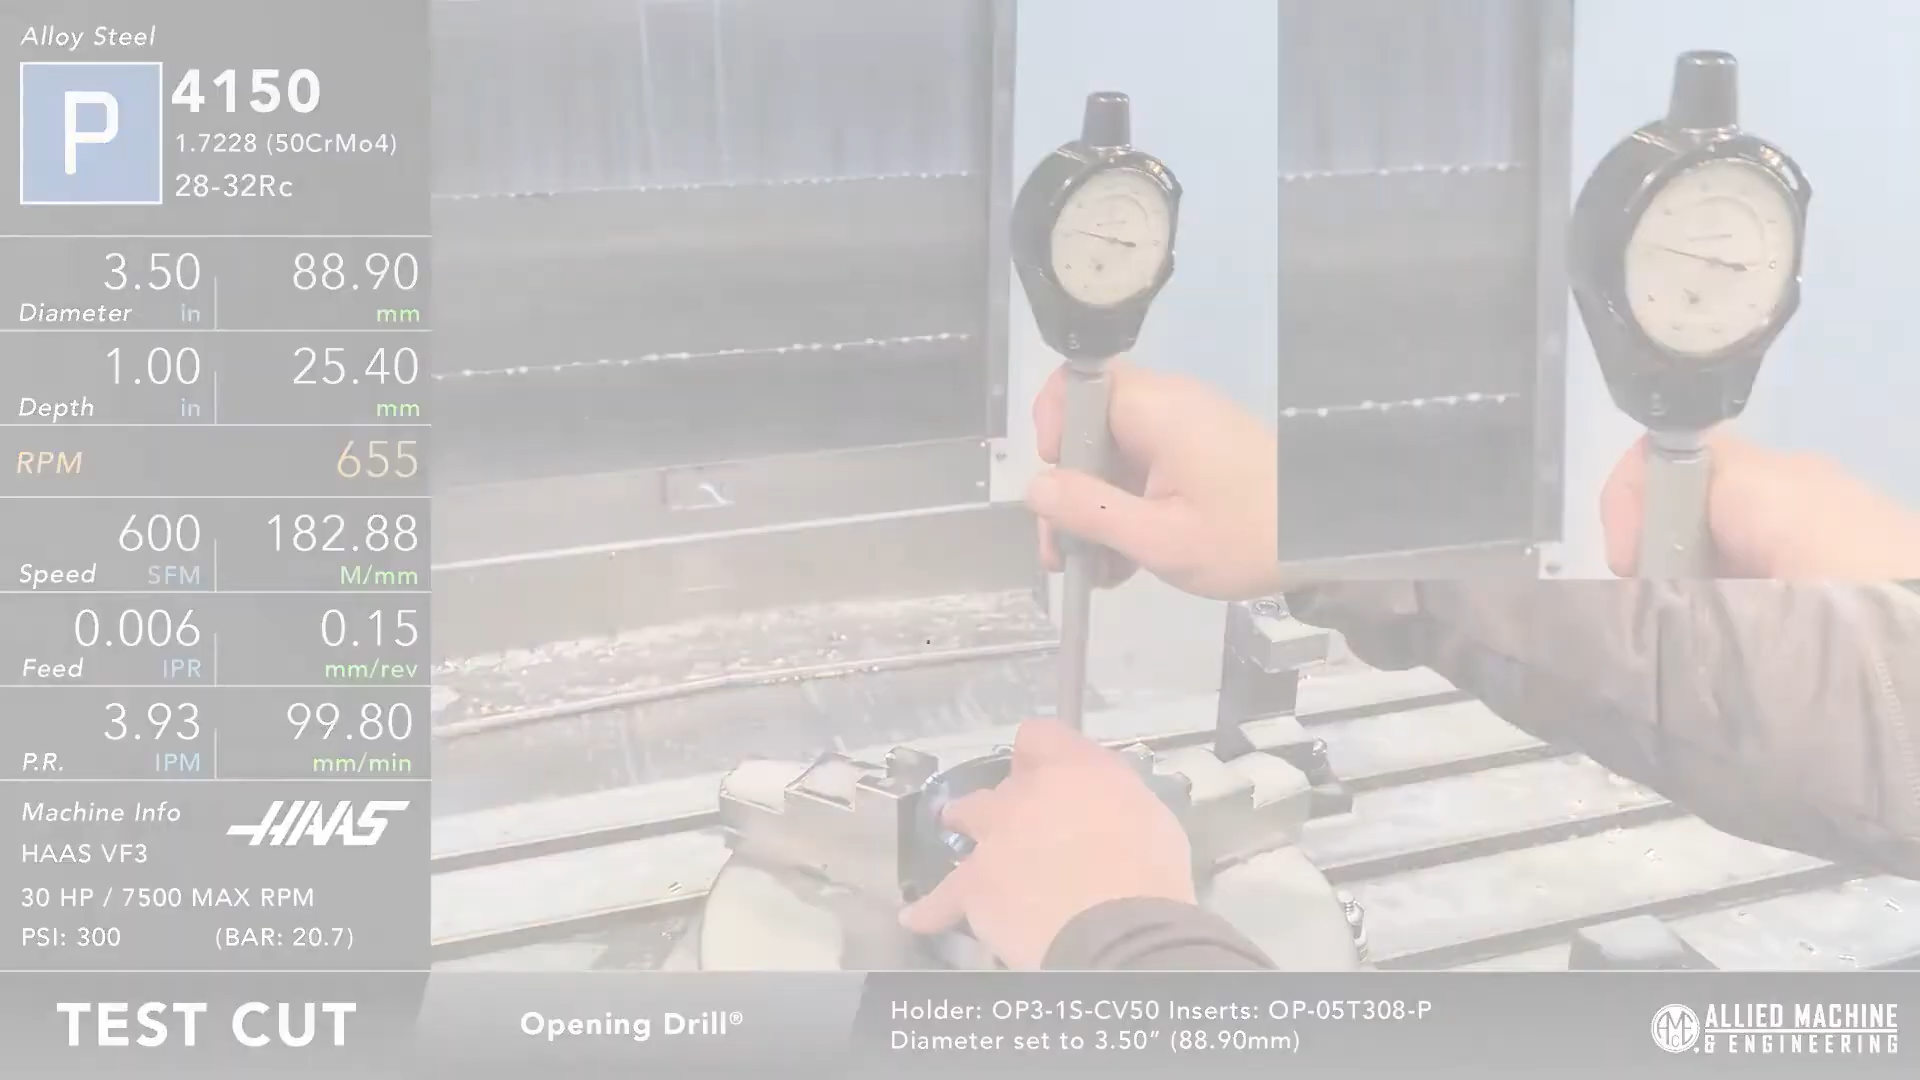 Alloy Steel
P
4150
1.7228 (50CrMo4)
28-32Rc
3.50 88.90
Diameter in mm
1.00 25.40
Depth in mm
RPM 655
600 182.88
Speed SFM M/mm
0.006 0.15
Feed IPR mm/rev
3.93 99.80
P.R. IPM mm/min
Machine Info
HAAS
HAAS VF3
30 HP / 7500 MAX RPM
PSI: 300 (BAR: 20.7)
TEST CUT
Opening Drill®
Holder: OP3-1S-CV50 Inserts: OP-05T308-P
Diameter set to 3.50” (88.90mm)
AMEC
ALLIED MACHINE
& ENGINEERING